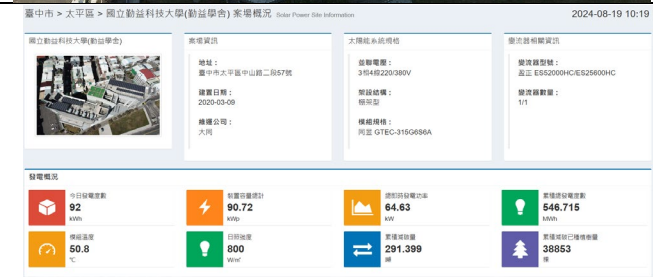 臺中市 > 太平區 > 國立勤益科技大學(勤益學舍) 案場概況 Solar Power Site Information
2024-08-19 10:19
國立勤益科技大學(勤益學舍)
案場資訊
地址：
臺中市太平區中山路二段57號
建置日期：
2020-03-09
維運公司：
大同
太陽能系統規格
並聯電壓：
3相4線220/380V
架設結構：
棚架型
模組規格：
同昱 GTEC-315G6S6A
變流器相關資訊
變流器型號：
盈正 ES52000HC/ES25600HC
變流器數量：
1/1
發電概況
今日發電度數
92
kWh
裝置容量總計
90.72
kWp
總即時發電功率
64.63
kW
累積總發電度數
546.715
MWh
模組溫度
50.8
℃
日照強度
800
W/㎡
累積減碳量
291.399
噸
累積減碳已種植樹量
38853
棵